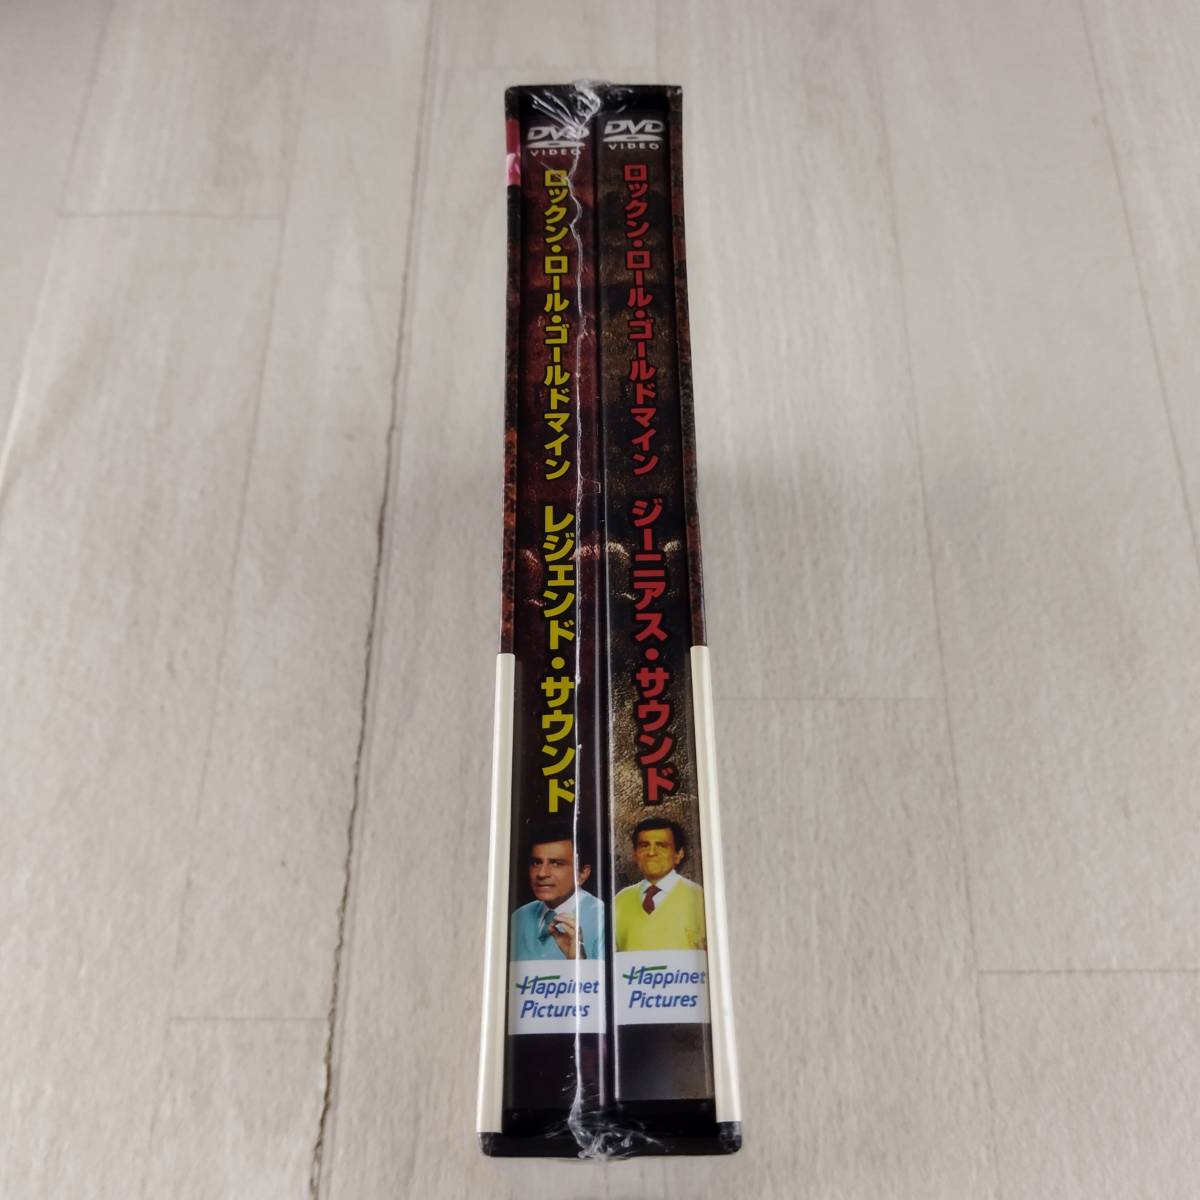 DVD
VIDEO
ロックン・ロール・ゴールドマイン レジェンド・サウンド
Happinet
Pictures
DVD
VIDEO
ロックン・ロール・ゴールドマイン ジーニアス・サウンド
Happinet
Pictures